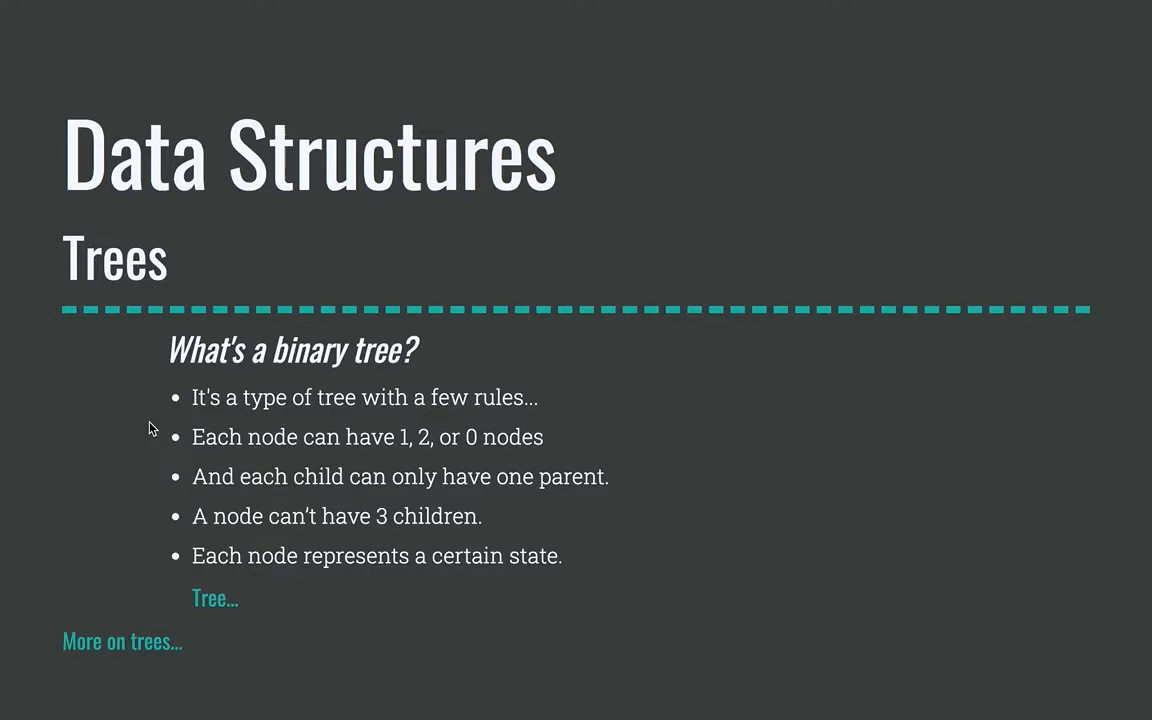 Data Structures
Trees
What's a binary tree?
• It's a type of tree with a few rules...
• Each node can have 1, 2, or 0 nodes
• And each child can only have one parent.
• A node can’t have 3 children.
• Each node represents a certain state.
Tree...
More on trees...